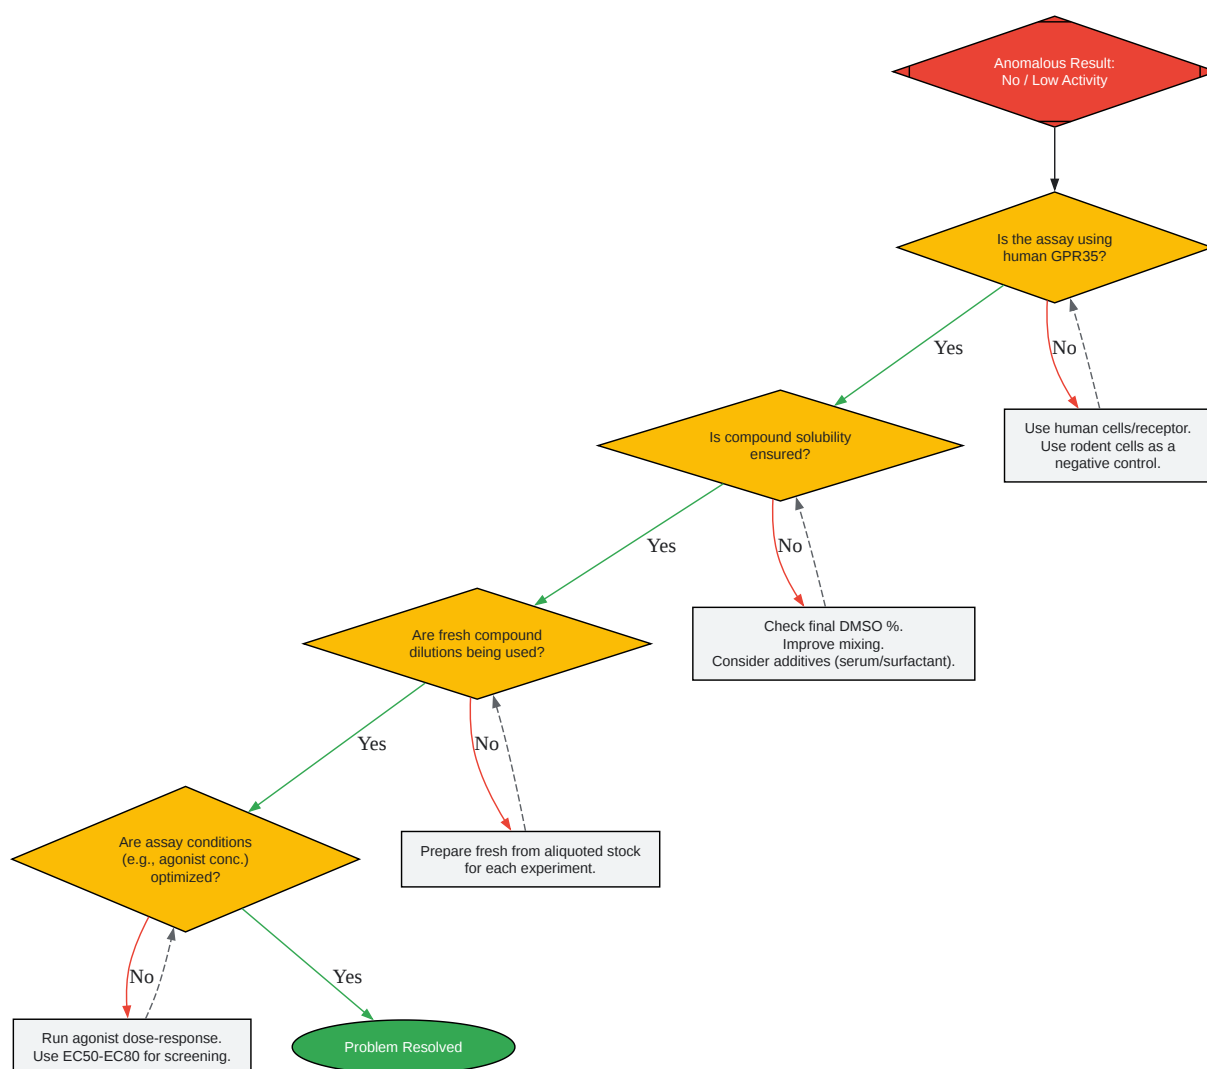 Anomalous Result:
No / Low Activity
Is the assay using
human GPR35?
Yes
No
Use human cells/receptor.
Use rodent cells as a
negative control.
Is compound solubility
ensured?
Yes
No
Check final DMSO %.
Improve mixing.
Consider additives (serum/surfactant).
Are fresh compound
dilutions being used?
Yes
No
Prepare fresh from aliquoted stock
for each experiment.
Are assay conditions
(e.g., agonist conc.)
optimized?
No
Yes
Run agonist dose-response.
Use EC50-EC80 for screening.
Problem Resolved